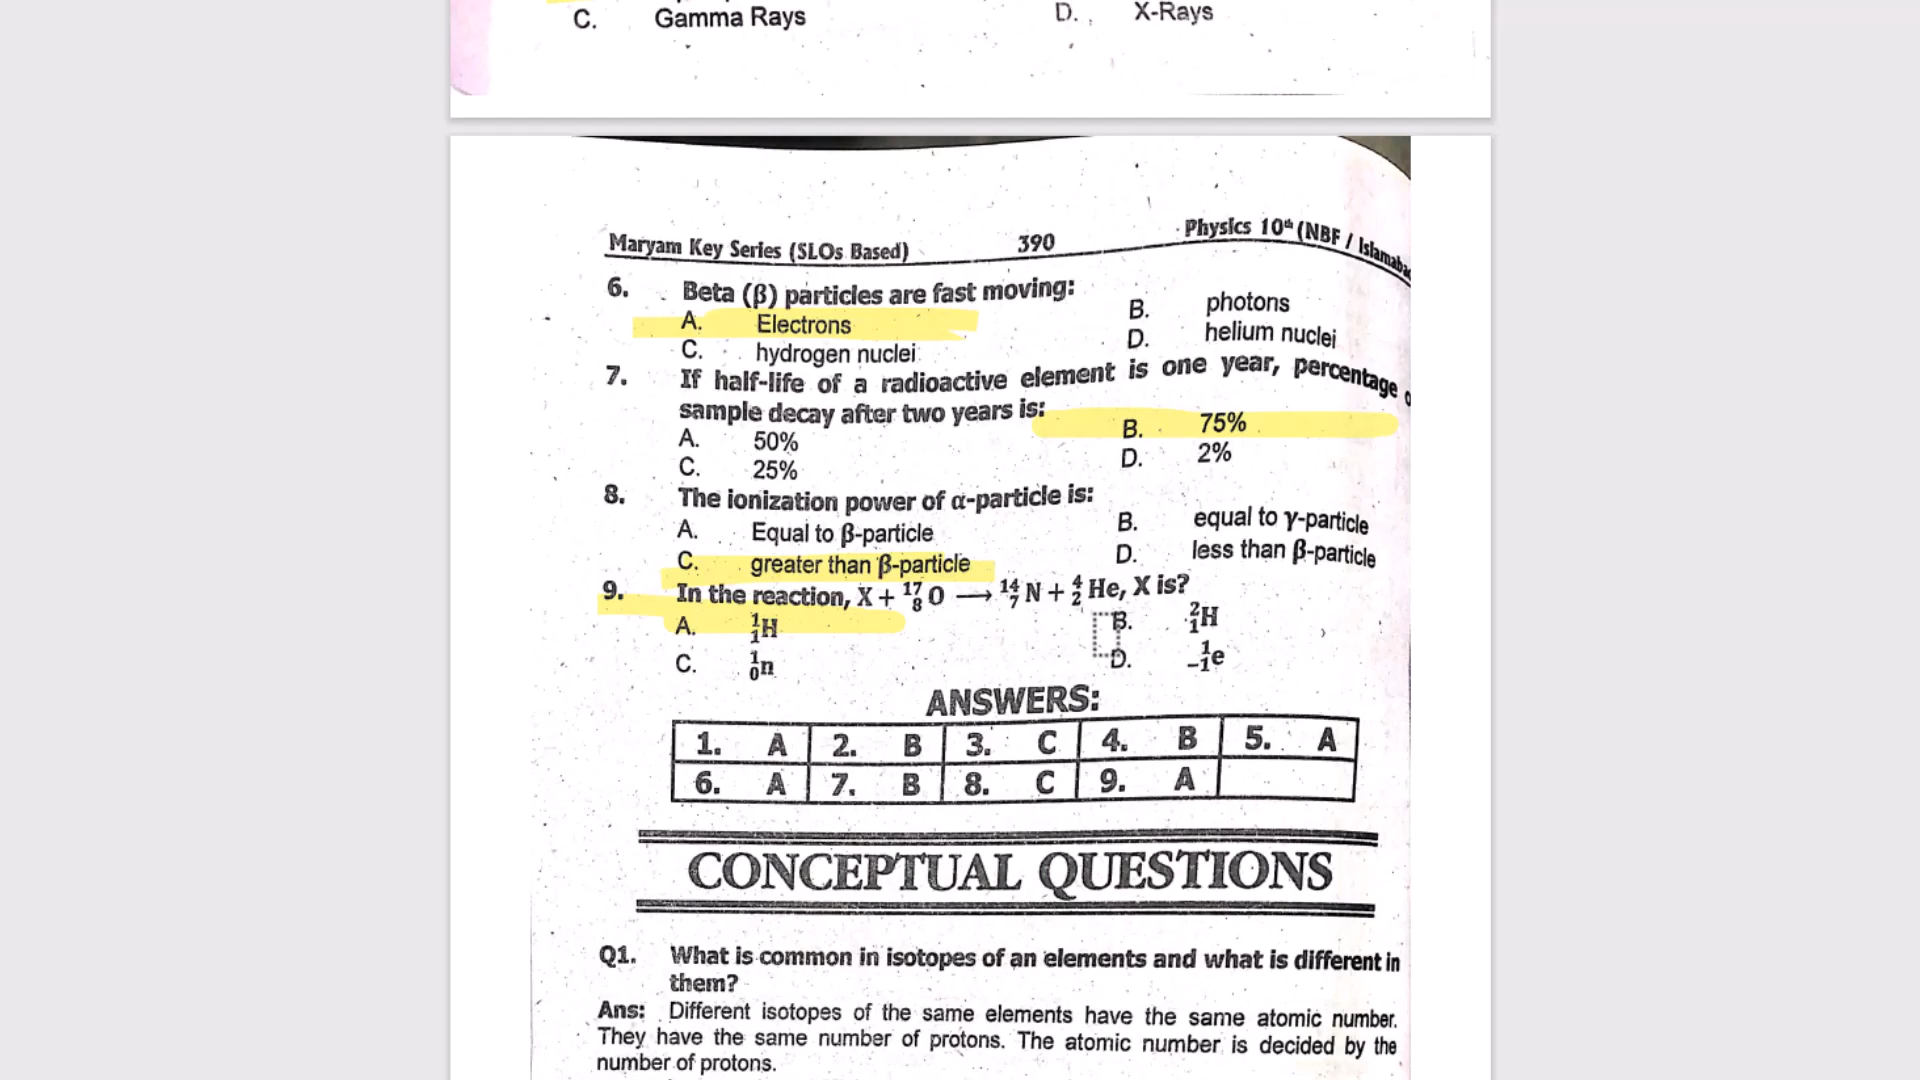 C. Gamma Rays D. X-Rays
Maryam Key Series (SLOs Based) 390 Physics 10th (NBF / Islamaba
6. Beta (β) particles are fast moving:
A. Electrons B. photons
C. hydrogen nuclei D. helium nuclei
7. If half-life of a radioactive element is one year, percentage
sample decay after two years is:
A. 50% B. 75%
C. 25% D. 2%
8. The ionization power of α-particle is:
A. Equal to β-particle B. equal to γ-particle
C. greater than β-particle D. less than β-particle
9. In the reaction, X + ¹⁷₈O ⟶ ¹⁴₇N + ⁴₂He, X is?
A. ¹₁H B. ²₁H
C. ¹₀n D. ¹₋₁e
ANSWERS:
1. A 2. B 3. C 4. B 5. A
6. A 7. B 8. C 9. A
CONCEPTUAL QUESTIONS
Q1. What is common in isotopes of an elements and what is different in
them?
Ans: Different isotopes of the same elements have the same atomic number.
They have the same number of protons. The atomic number is decided by the
number of protons.